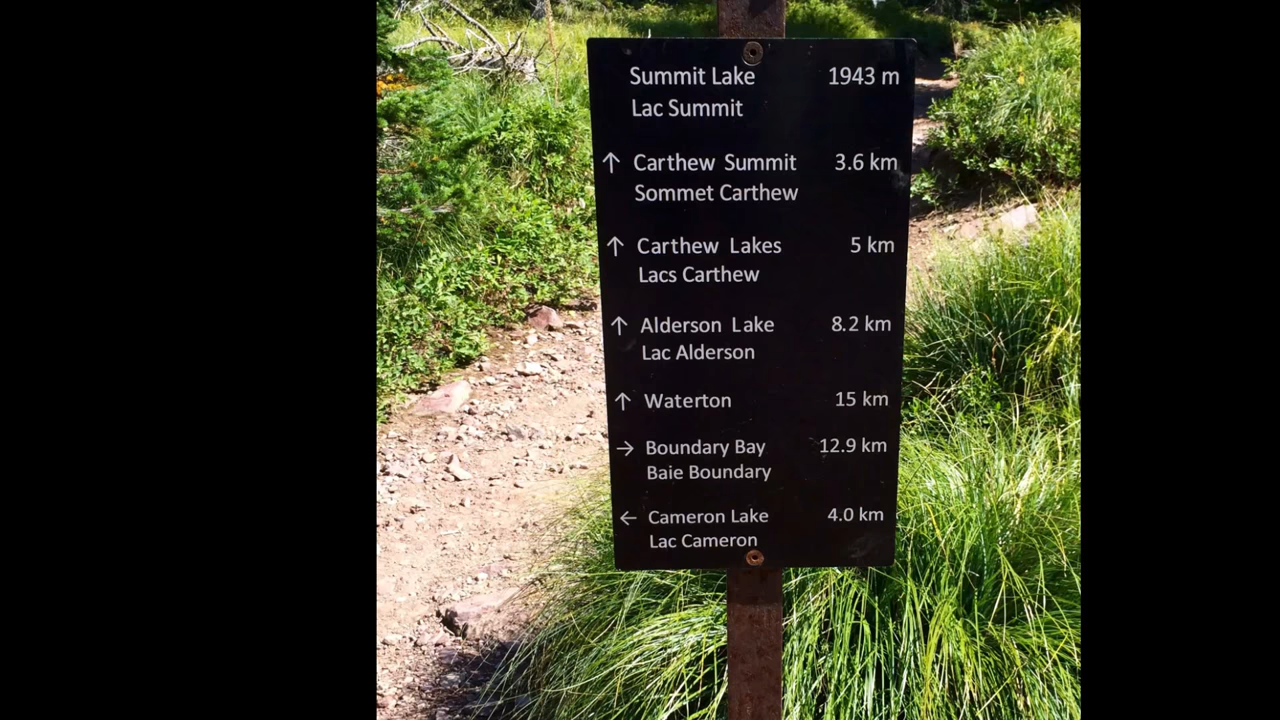 Summit Lake 1943 m
Lac Summit
↑ Carthew Summit 3.6 km
Sommet Carthew
↑ Carthew Lakes 5 km
Lacs Carthew
↑ Alderson Lake 8.2 km
Lac Alderson
↑ Waterton 15 km
→ Boundary Bay 12.9 km
Baie Boundary
← Cameron Lake 4.0 km
Lac Cameron